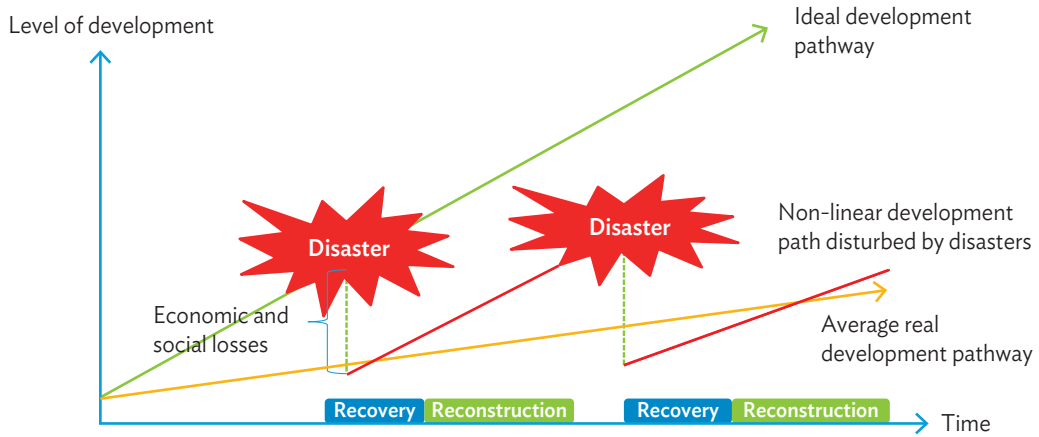 Level of development
Ideal development
pathway
Disaster
Disaster
Non-linear development
path disturbed by disasters
Economic and
social losses
Average real
development pathway
Recovery
Reconstruction
Recovery
Reconstruction
Time